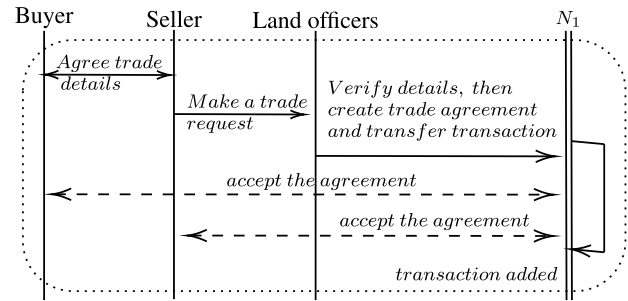 Buyer Seller Land officers N₁
Agree trade
details
Make a trade
request
Verify details, then
create trade agreement
and transfer transaction
accept the agreement
accept the agreement
transaction added